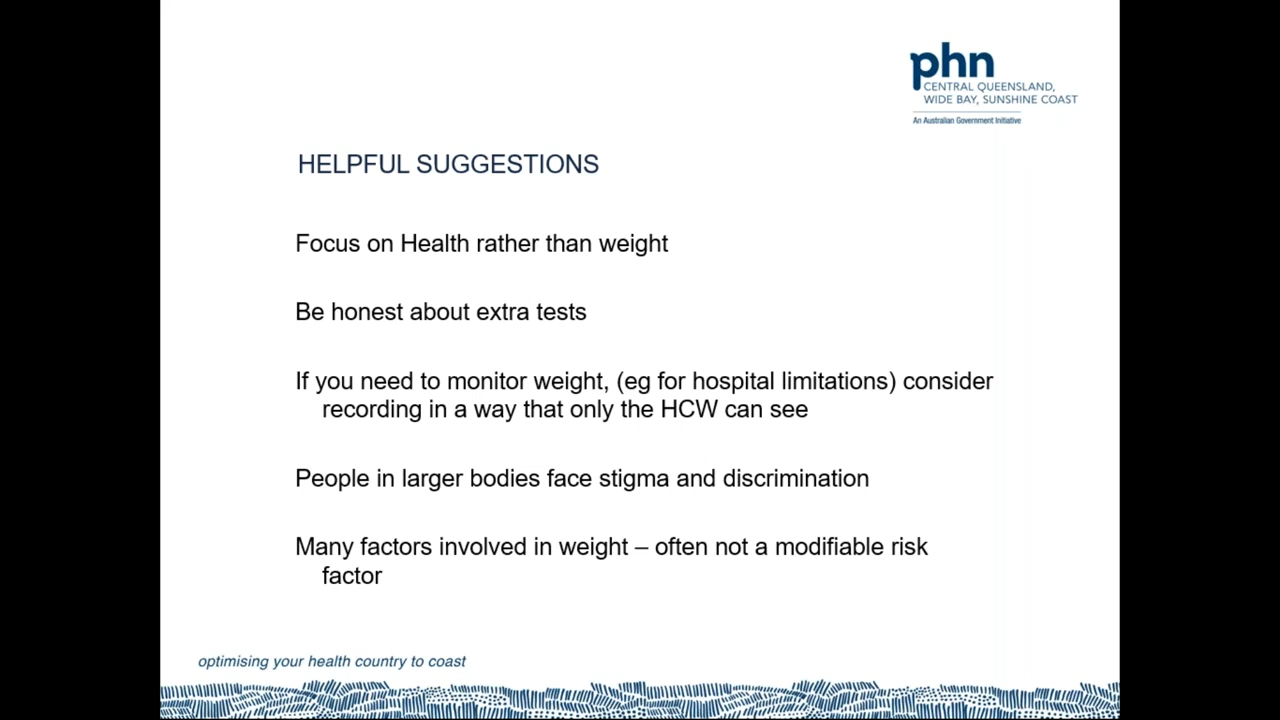 phn
CENTRAL QUEENSLAND,
WIDE BAY, SUNSHINE COAST
An Australian Government Initiative
HELPFUL SUGGESTIONS
Focus on Health rather than weight
Be honest about extra tests
If you need to monitor weight, (eg for hospital limitations) consider
recording in a way that only the HCW can see
People in larger bodies face stigma and discrimination
Many factors involved in weight – often not a modifiable risk
factor
optimising your health country to coast